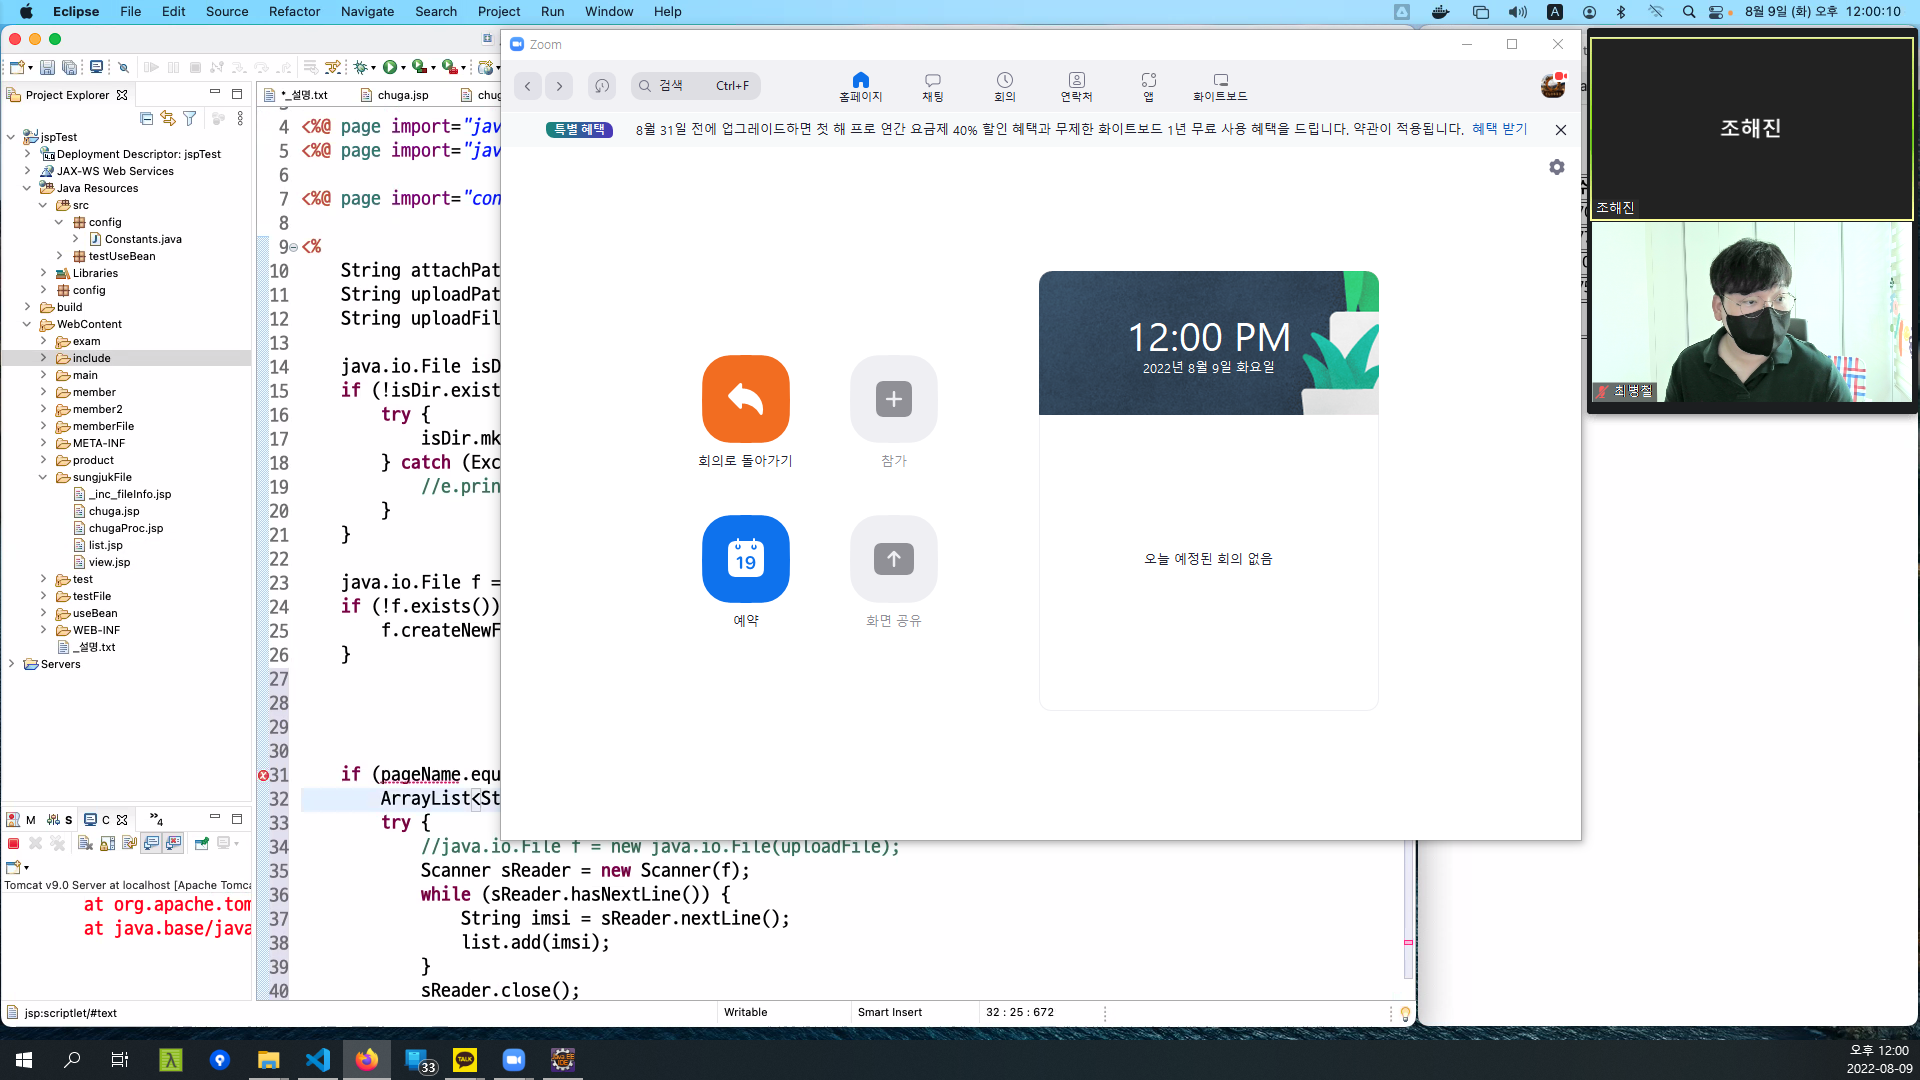 Eclipse File Edit Source Refactor Navigate Search Project Run Window Help
A 8월 9일 (화) 오후 12:00:10
Project Explorer
jspTest
Deployment Descriptor: jspTest
JAX-WS Web Services
Java Resources
src
config
Constants.java
testUseBean
Libraries
config
build
WebContent
exam
include
main
member
member2
memberFile
META-INF
product
sungjukFile
_inc_fileInfo.jsp
chuga.jsp
chugaProc.jsp
list.jsp
view.jsp
test
testFile
useBean
WEB-INF
_설명.txt
Servers
M S C »4
Tomcat v9.0 Server at localhost [Apache Tomca
at org.apache.tom
at java.base/java
*_설명.txt chuga.jsp chug
4 <%@ page import="jav
5 <%@ page import="jav
6
7 <%@ page import="con
8
9 <%
10 String attachPat
11 String uploadPat
12 String uploadFil
13
14 java.io.File isD
15 if (!isDir.exist
16 try {
17 isDir.mk
18 } catch (Exc
19 //e.prin
20 }
21 }
22
23 java.io.File f =
24 if (!f.exists())
25 f.createNewF
26 }
27
28
29
30
31 if (pageName.equ
32 ArrayList<St
33 try {
34 //java.io.File f = new java.io.File(uploadFile);
35 Scanner sReader = new Scanner(f);
36 while (sReader.hasNextLine()) {
37 String imsi = sReader.nextLine();
38 list.add(imsi);
39 }
40 sReader.close();
jsp:scriptlet/#text Writable Smart Insert 32 : 25 : 672
Zoom
검색 Ctrl+F
홈페이지 채팅 회의 연락처 앱 화이트보드
특별 혜택 8월 31일 전에 업그레이드하면 첫 해 프로 연간 요금제 40% 할인 혜택과 무제한 화이트보드 1년 무료 사용 혜택을 드립니다. 약관이 적용됩니다. 혜택 받기
회의로 돌아가기 참가
19
예약 화면 공유
12:00 PM
2022년 8월 9일 화요일
오늘 예정된 회의 없음
조해진
조해진
최병철
TALK
33
오후 12:00
2022-08-09